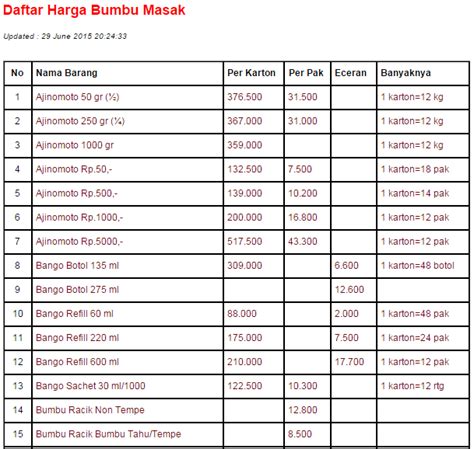 Daftar Harga Bumbu Masak
Updated : 29 June 2015 20:24:33
No Nama Barang Per Karton Per Pak Eceran Banyaknya
1 Ajinomoto 50 gr (½) 376.500 31.500 1 karton=12 kg
2 Ajinomoto 250 gr (¼) 367.000 31.000 1 karton=12 kg
3 Ajinomoto 1000 gr 359.000 1 karton=12 kg
4 Ajinomoto Rp.50,- 132.500 7.500 1 karton=18 pak
5 Ajinomoto Rp.500,- 139.000 10.200 1 karton=14 pak
6 Ajinomoto Rp.1000,- 200.000 16.800 1 karton=12 pak
7 Ajinomoto Rp.5000,- 517.500 43.300 1 karton=12 pak
8 Bango Botol 135 ml 309.000 6.600 1 karton=48 botol
9 Bango Botol 275 ml 12.600
10 Bango Refill 60 ml 88.000 2.000 1 karton=48 pak
11 Bango Refill 220 ml 175.000 7.500 1 karton=24 pak
12 Bango Refill 600 ml 210.000 17.700 1 karton=12 pak
13 Bango Sachet 30 ml/1000 122.500 10.300 1 karton=12 rtg
14 Bumbu Racik Non Tempe 12.800
15 Bumbu Racik Bumbu Tahu/Tempe 8.500